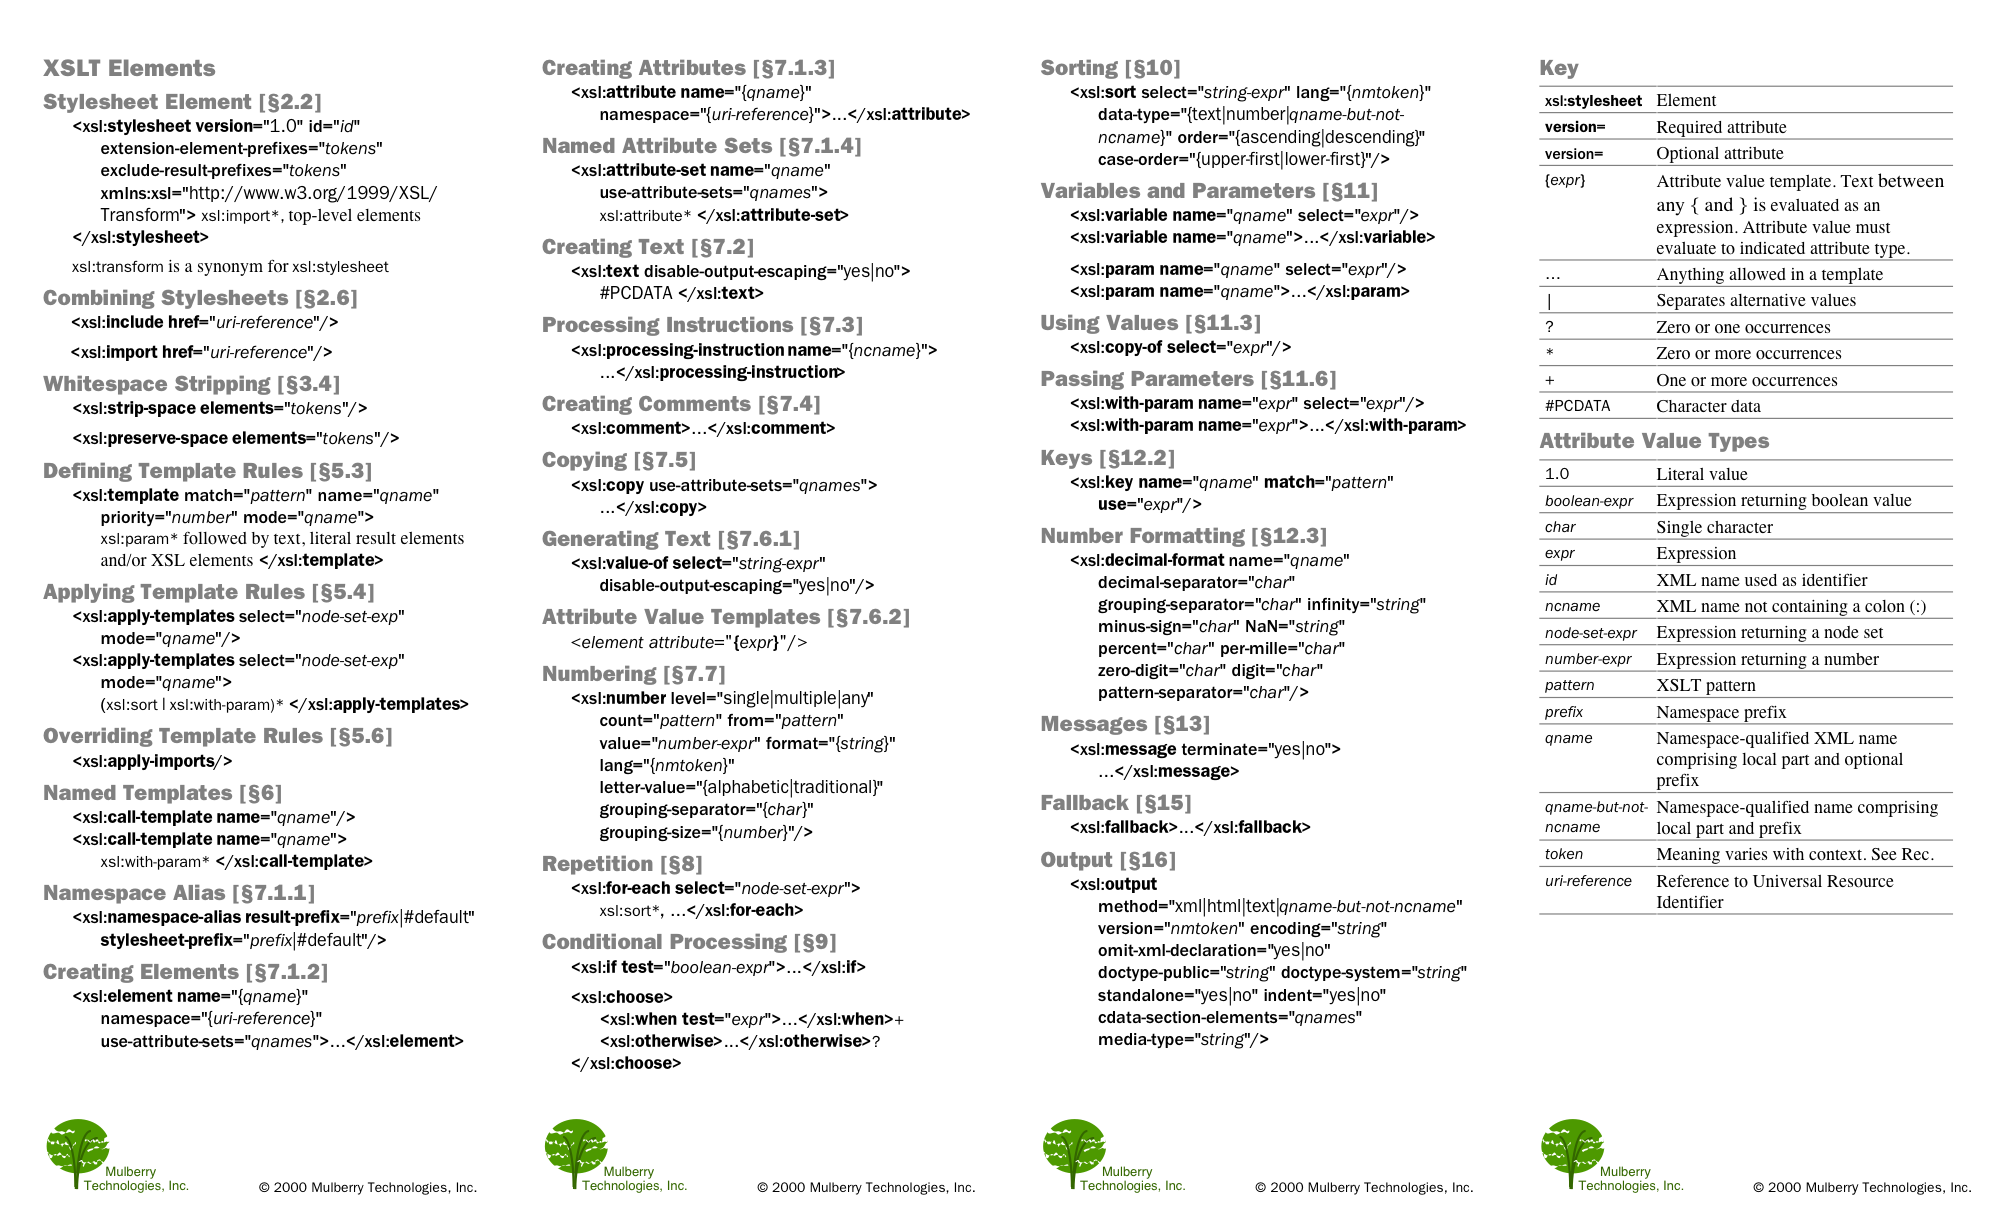 XSLT Elements
Stylesheet Element [§2.2]
<xsl:stylesheet version="1.0" id="id"
extension-element-prefixes="tokens"
exclude-result-prefixes="tokens"
xmlns:xsl="http://www.w3.org/1999/XSL/
Transform"> xsl:import*, top-level elements
</xsl:stylesheet>
xsl:transform is a synonym for xsl:stylesheet
Combining Stylesheets [§2.6]
<xsl:include href="uri-reference"/>
<xsl:import href="uri-reference"/>
Whitespace Stripping [§3.4]
<xsl:strip-space elements="tokens"/>
<xsl:preserve-space elements="tokens"/>
Defining Template Rules [§5.3]
<xsl:template match="pattern" name="qname"
priority="number" mode="qname">
xsl:param* followed by text, literal result elements
and/or XSL elements </xsl:template>
Applying Template Rules [§5.4]
<xsl:apply-templates select="node-set-exp"
mode="qname"/>
<xsl:apply-templates select="node-set-exp"
mode="qname">
(xsl:sort | xsl:with-param)* </xsl:apply-templates>
Overriding Template Rules [§5.6]
<xsl:apply-imports/>
Named Templates [§6]
<xsl:call-template name="qname"/>
<xsl:call-template name="qname">
xsl:with-param* </xsl:call-template>
Namespace Alias [§7.1.1]
<xsl:namespace-alias result-prefix="prefix|#default"
stylesheet-prefix="prefix|#default"/>
Creating Elements [§7.1.2]
<xsl:element name="{qname}"
namespace="{uri-reference}"
use-attribute-sets="qnames">...</xsl:element>
Mulberry
Technologies, Inc.
© 2000 Mulberry Technologies, Inc.
Creating Attributes [§7.1.3]
<xsl:attribute name="{qname}"
namespace="{uri-reference}">...</xsl:attribute>
Named Attribute Sets [§7.1.4]
<xsl:attribute-set name="qname"
use-attribute-sets="qnames">
xsl:attribute* </xsl:attribute-set>
Creating Text [§7.2]
<xsl:text disable-output-escaping="yes|no">
#PCDATA </xsl:text>
Processing Instructions [§7.3]
<xsl:processing-instruction name="{ncname}">
...</xsl:processing-instruction>
Creating Comments [§7.4]
<xsl:comment>...</xsl:comment>
Copying [§7.5]
<xsl:copy use-attribute-sets="qnames">
...</xsl:copy>
Generating Text [§7.6.1]
<xsl:value-of select="string-expr"
disable-output-escaping="yes|no"/>
Attribute Value Templates [§7.6.2]
<element attribute="{expr}"/>
Numbering [§7.7]
<xsl:number level="single|multiple|any"
count="pattern" from="pattern"
value="number-expr" format="{string}"
lang="{nmtoken}"
letter-value="{alphabetic|traditional}"
grouping-separator="{char}"
grouping-size="{number}"/>
Repetition [§8]
<xsl:for-each select="node-set-expr">
xsl:sort*, ...</xsl:for-each>
Conditional Processing [§9]
<xsl:if test="boolean-expr">...</xsl:if>
<xsl:choose>
<xsl:when test="expr">...</xsl:when>+
<xsl:otherwise>...</xsl:otherwise>?
</xsl:choose>
Mulberry
Technologies, Inc.
© 2000 Mulberry Technologies, Inc.
Sorting [§10]
<xsl:sort select="string-expr" lang="{nmtoken}"
data-type="{text|number|qname-but-not-
ncname}" order="{ascending|descending}"
case-order="{upper-first|lower-first}"/>
Variables and Parameters [§11]
<xsl:variable name="qname" select="expr"/>
<xsl:variable name="qname">...</xsl:variable>
<xsl:param name="qname" select="expr"/>
<xsl:param name="qname">...</xsl:param>
Using Values [§11.3]
<xsl:copy-of select="expr"/>
Passing Parameters [§11.6]
<xsl:with-param name="expr" select="expr"/>
<xsl:with-param name="expr">...</xsl:with-param>
Keys [§12.2]
<xsl:key name="qname" match="pattern"
use="expr"/>
Number Formatting [§12.3]
<xsl:decimal-format name="qname"
decimal-separator="char"
grouping-separator="char" infinity="string"
minus-sign="char" NaN="string"
percent="char" per-mille="char"
zero-digit="char" digit="char"
pattern-separator="char"/>
Messages [§13]
<xsl:message terminate="yes|no">
...</xsl:message>
Fallback [§15]
<xsl:fallback>...</xsl:fallback>
Output [§16]
<xsl:output
method="xml|html|text|qname-but-not-ncname"
version="nmtoken" encoding="string"
omit-xml-declaration="yes|no"
doctype-public="string" doctype-system="string"
standalone="yes|no" indent="yes|no"
cdata-section-elements="qnames"
media-type="string"/>
Mulberry
Technologies, Inc.
© 2000 Mulberry Technologies, Inc.
Key
xsl:stylesheet Element
version= Required attribute
version= Optional attribute
{expr} Attribute value template. Text between
any { and } is evaluated as an
expression. Attribute value must
evaluate to indicated attribute type.
... Anything allowed in a template
| Separates alternative values
? Zero or one occurrences
* Zero or more occurrences
+ One or more occurrences
#PCDATA Character data
Attribute Value Types
1.0 Literal value
boolean-expr Expression returning boolean value
char Single character
expr Expression
id XML name used as identifier
ncname XML name not containing a colon (:)
node-set-expr Expression returning a node set
number-expr Expression returning a number
pattern XSLT pattern
prefix Namespace prefix
qname Namespace-qualified XML name
comprising local part and optional
prefix
qname-but-not- Namespace-qualified name comprising
ncname local part and prefix
token Meaning varies with context. See Rec.
uri-reference Reference to Universal Resource
Identifier
Mulberry
Technologies, Inc.
© 2000 Mulberry Technologies, Inc.